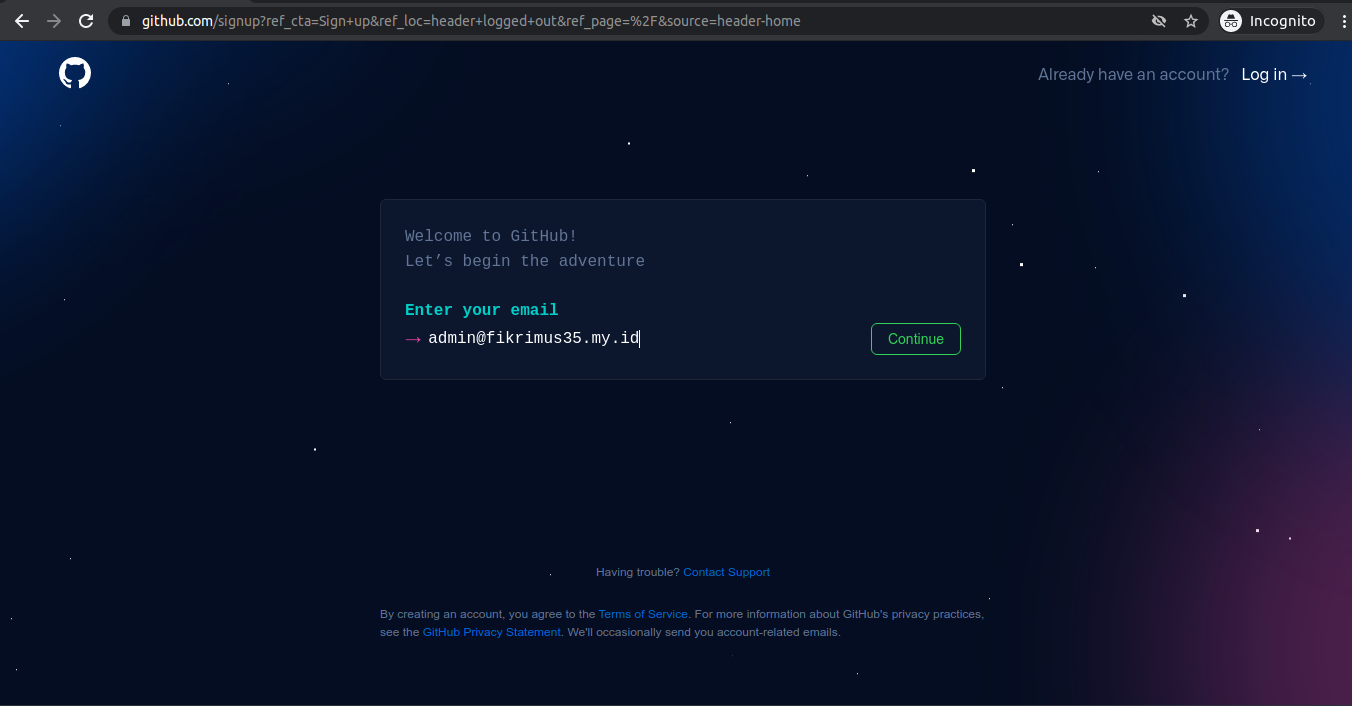 github.com/signup?ref_cta=Sign+up&ref_loc=header+logged+out&ref_page=%2F&source=header-home
Incognito
Already have an account? Log in →
Welcome to GitHub!
Let’s begin the adventure
Enter your email
→ admin@fikrimus35.my.id
Continue
Having trouble? Contact Support
By creating an account, you agree to the Terms of Service. For more information about GitHub's privacy practices,
see the GitHub Privacy Statement. We'll occasionally send you account-related emails.